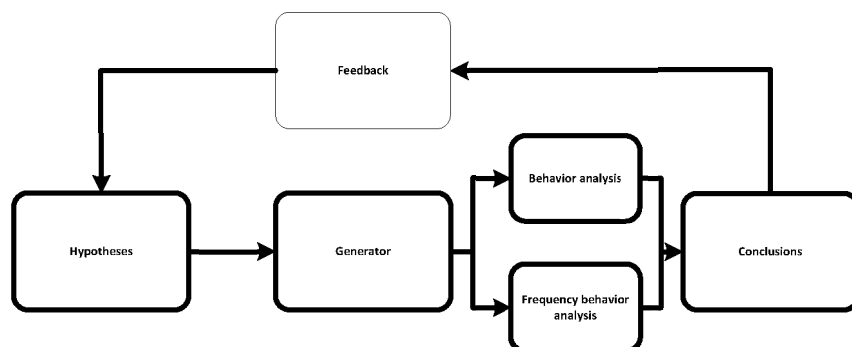 Feedback
Behavior analysis
Hypotheses
Generator
Conclusions
Frequency behavior
analysis